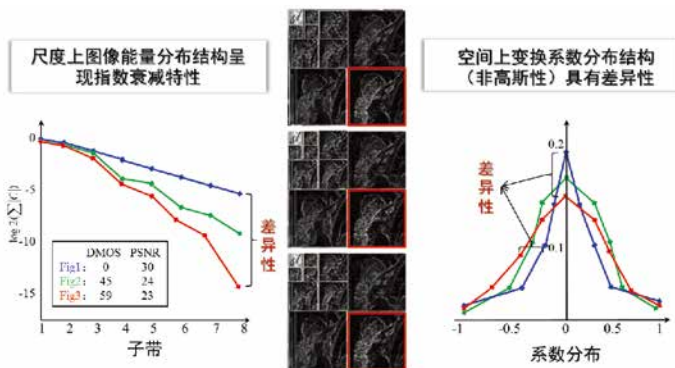 尺度上图像能量分布结构呈
现指数衰减特性
空间上变换系数分布结构
（非高斯性）具有差异性
0
-5
-10
-15
log 2(∑|C|)
差异性
DMOS PSNR
Fig1: 0 30
Fig2: 45 24
Fig3: 59 23
1 2 3 4 5 6 7 8
子带
0.2
差异性
0.1
-1 -0.5 0 0.5 1
系数分布